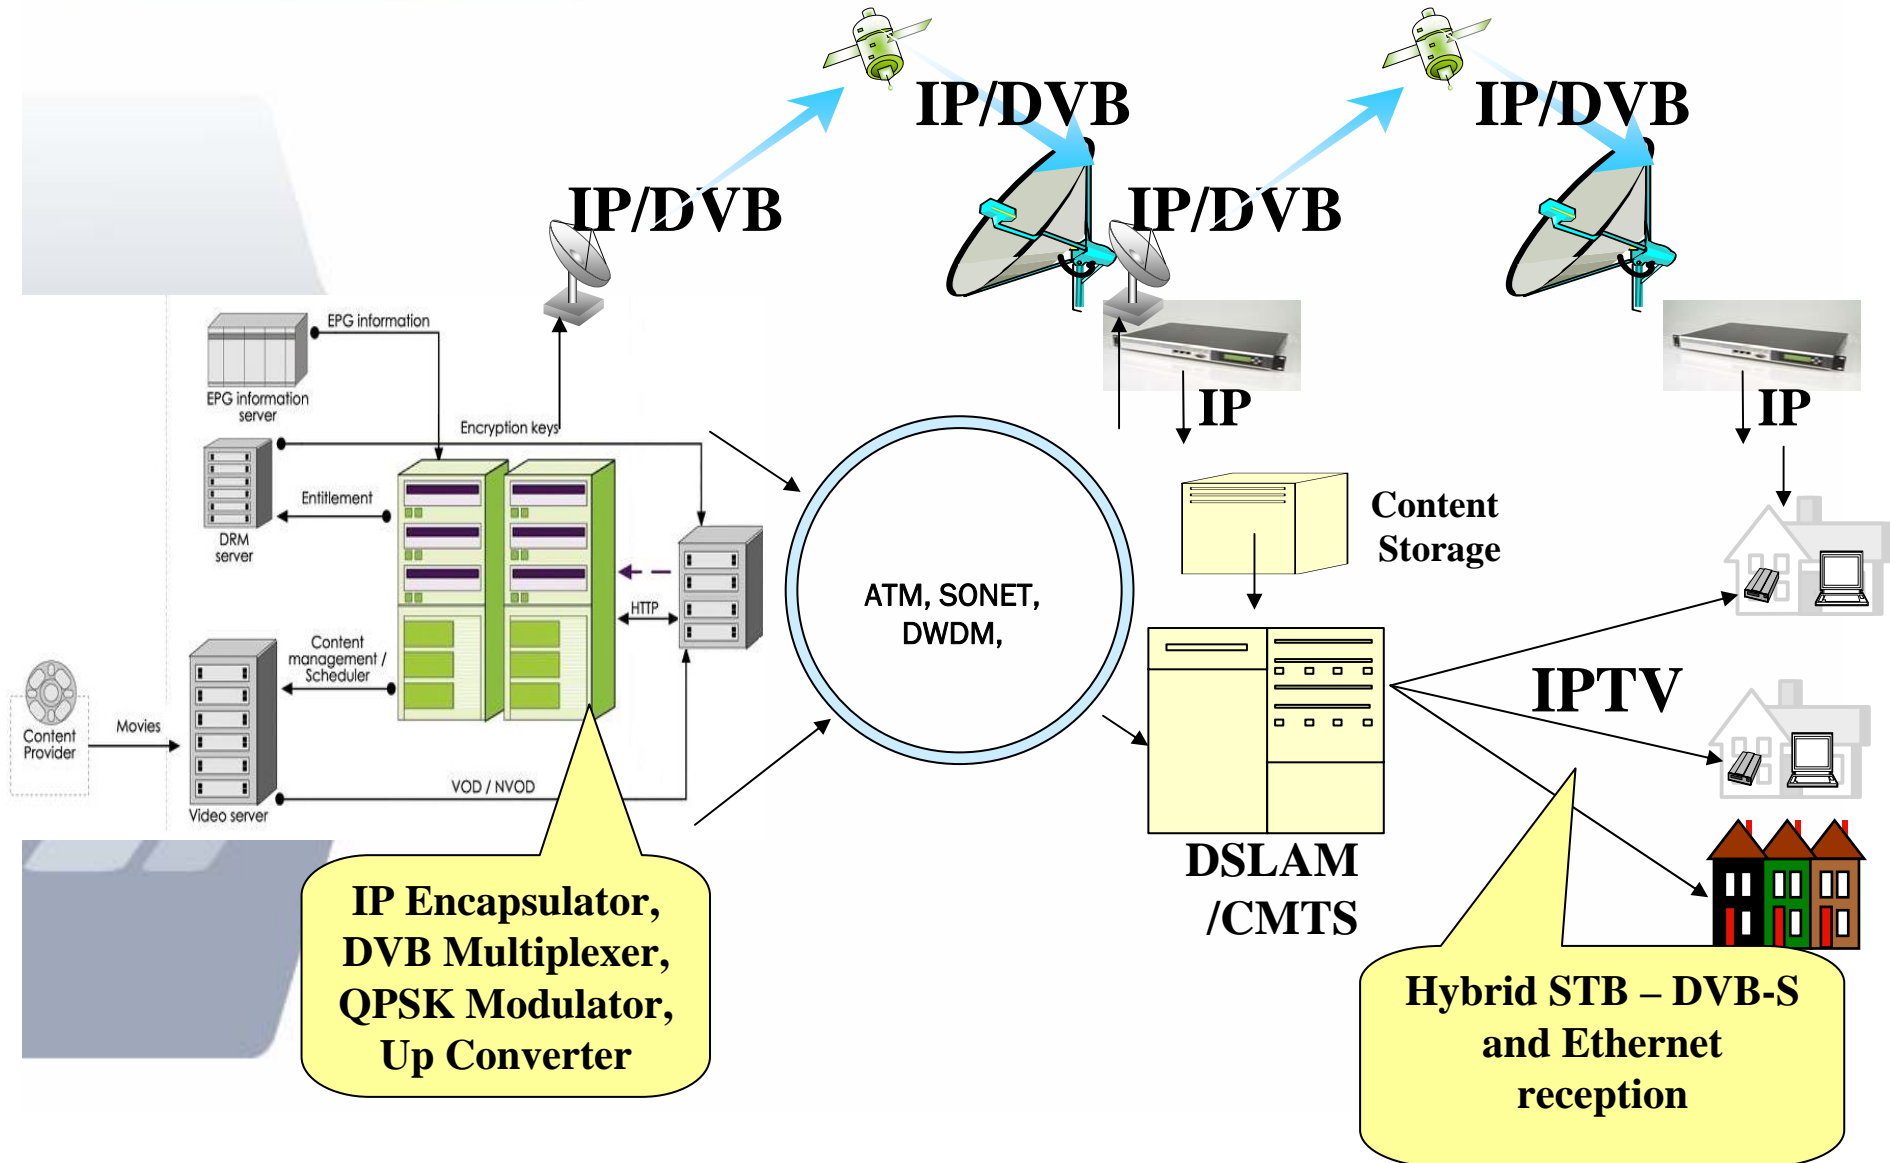 IP/DVB
IP/DVB
IP/DVB
IP/DVB
EPG information
EPG information
server
Encryption keys
Entitlement
DRM
server
HTTP
Content
management /
Scheduler
Content
Provider
Movies
VOD / NVOD
Video server
IP Encapsulator,
DVB Multiplexer,
QPSK Modulator,
Up Converter
ATM, SONET,
DWDM,
IP
IP
Content
Storage
DSLAM
/CMTS
IPTV
Hybrid STB – DVB-S
and Ethernet
reception